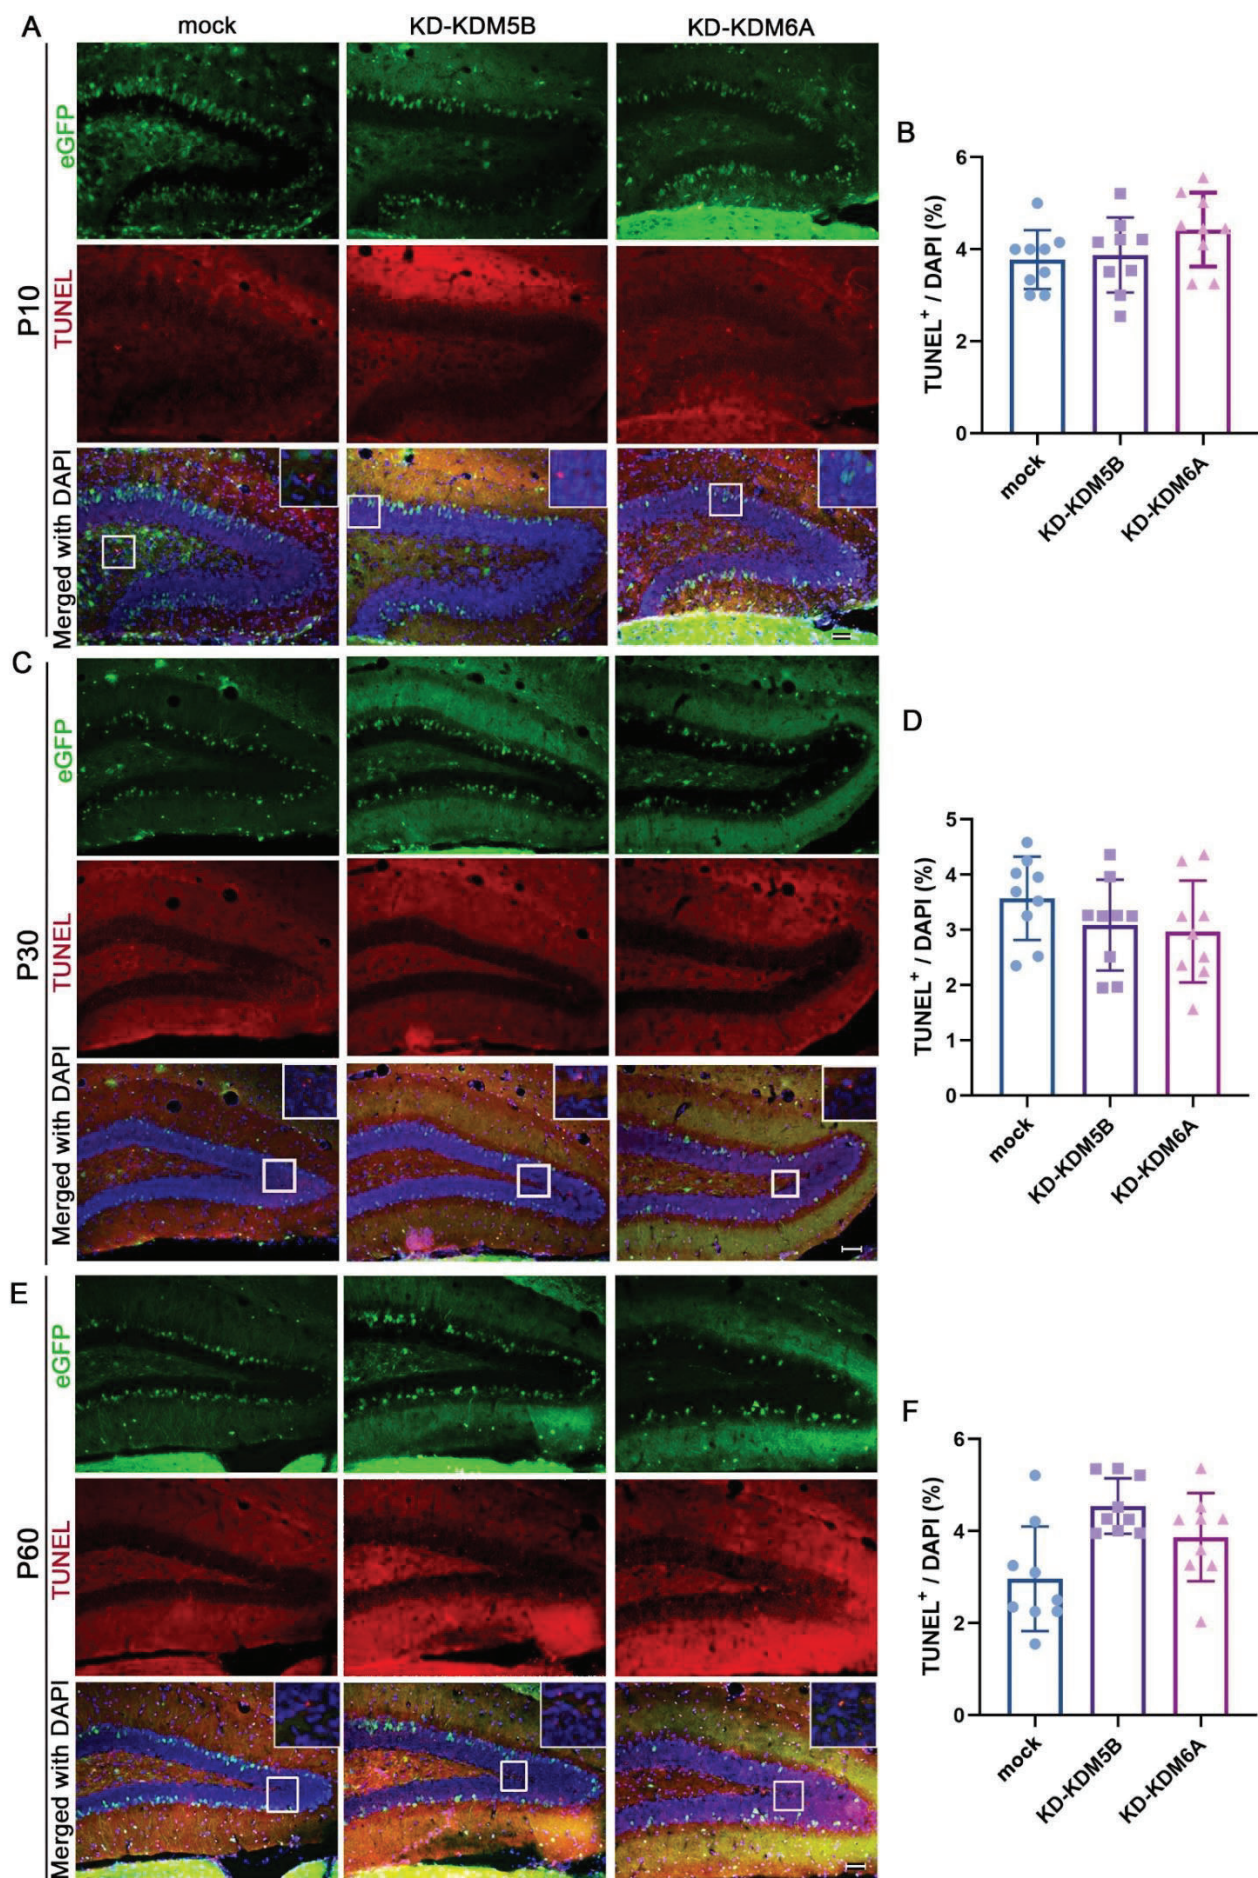 A
mock
KD-KDM5B
KD-KDM6A
P10
eGFP
TUNEL
Merged with DAPI
B
TUNEL⁺ / DAPI (%)
6
4
2
0
mock
KD-KDM5B
KD-KDM6A
C
P30
eGFP
TUNEL
Merged with DAPI
D
TUNEL⁺ / DAPI (%)
5
4
3
2
1
0
mock
KD-KDM5B
KD-KDM6A
E
P60
eGFP
TUNEL
Merged with DAPI
F
TUNEL⁺ / DAPI (%)
6
4
2
0
mock
KD-KDM5B
KD-KDM6A